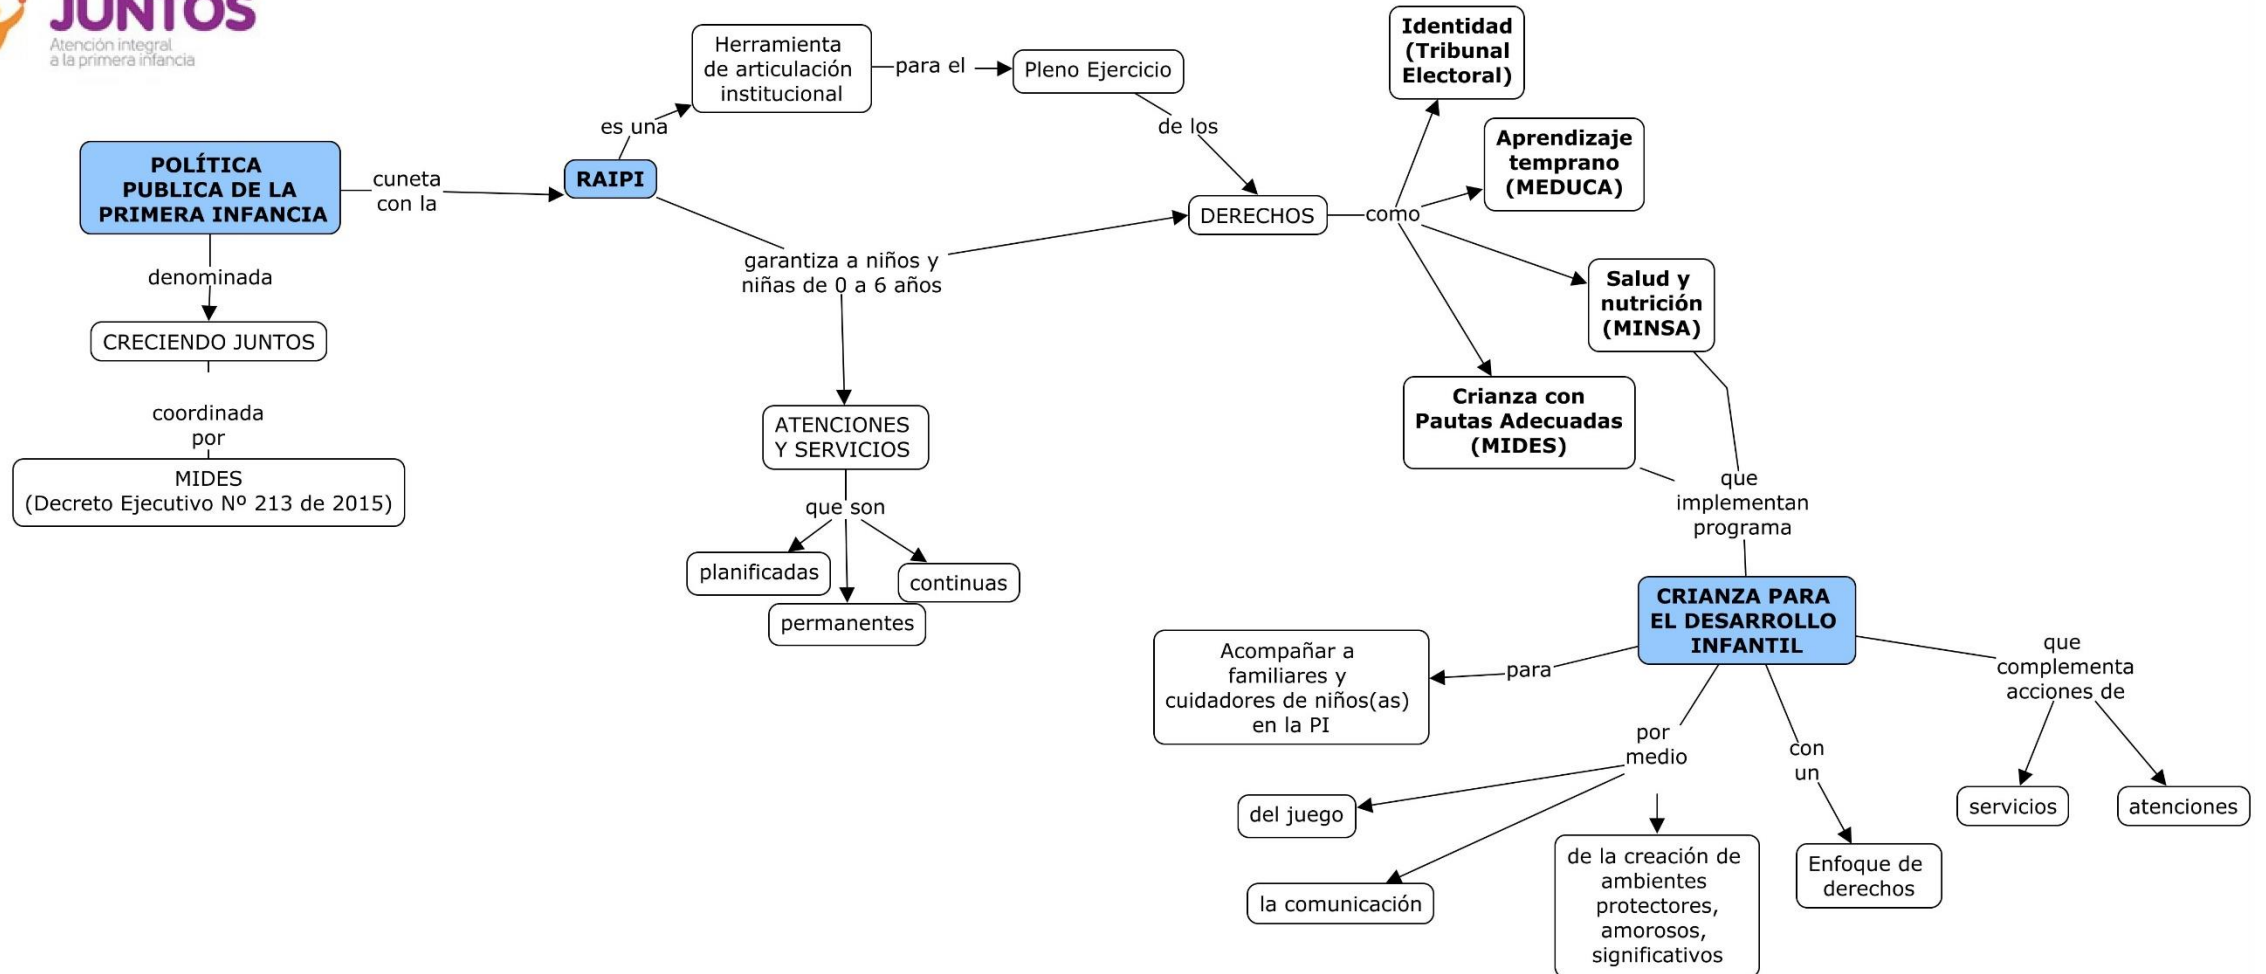 JUNTOS
Atención integral
a la primera infancia
POLÍTICA
PUBLICA DE LA
PRIMERA INFANCIA
denominada
CRECIENDO JUNTOS
coordinada
por
MIDES
(Decreto Ejecutivo Nº 213 de 2015)
cuneta
con la
RAIPI
es una
Herramienta
de articulación
institucional
para el
Pleno Ejercicio
de los
DERECHOS
garantiza a niños y
niñas de 0 a 6 años
ATENCIONES
Y SERVICIOS
que son
planificadas
permanentes
continuas
como
Identidad
(Tribunal
Electoral)
Aprendizaje
temprano
(MEDUCA)
Salud y
nutrición
(MINSA)
Crianza con
Pautas Adecuadas
(MIDES)
que
implementan
programa
CRIANZA PARA
EL DESARROLLO
INFANTIL
para
Acompañar a
familiares y
cuidadores de niños(as)
en la PI
por
medio
del juego
la comunicación
de la creación de
ambientes
protectores,
amorosos,
significativos
con
un
Enfoque de
derechos
que
complementa
acciones de
servicios
atenciones